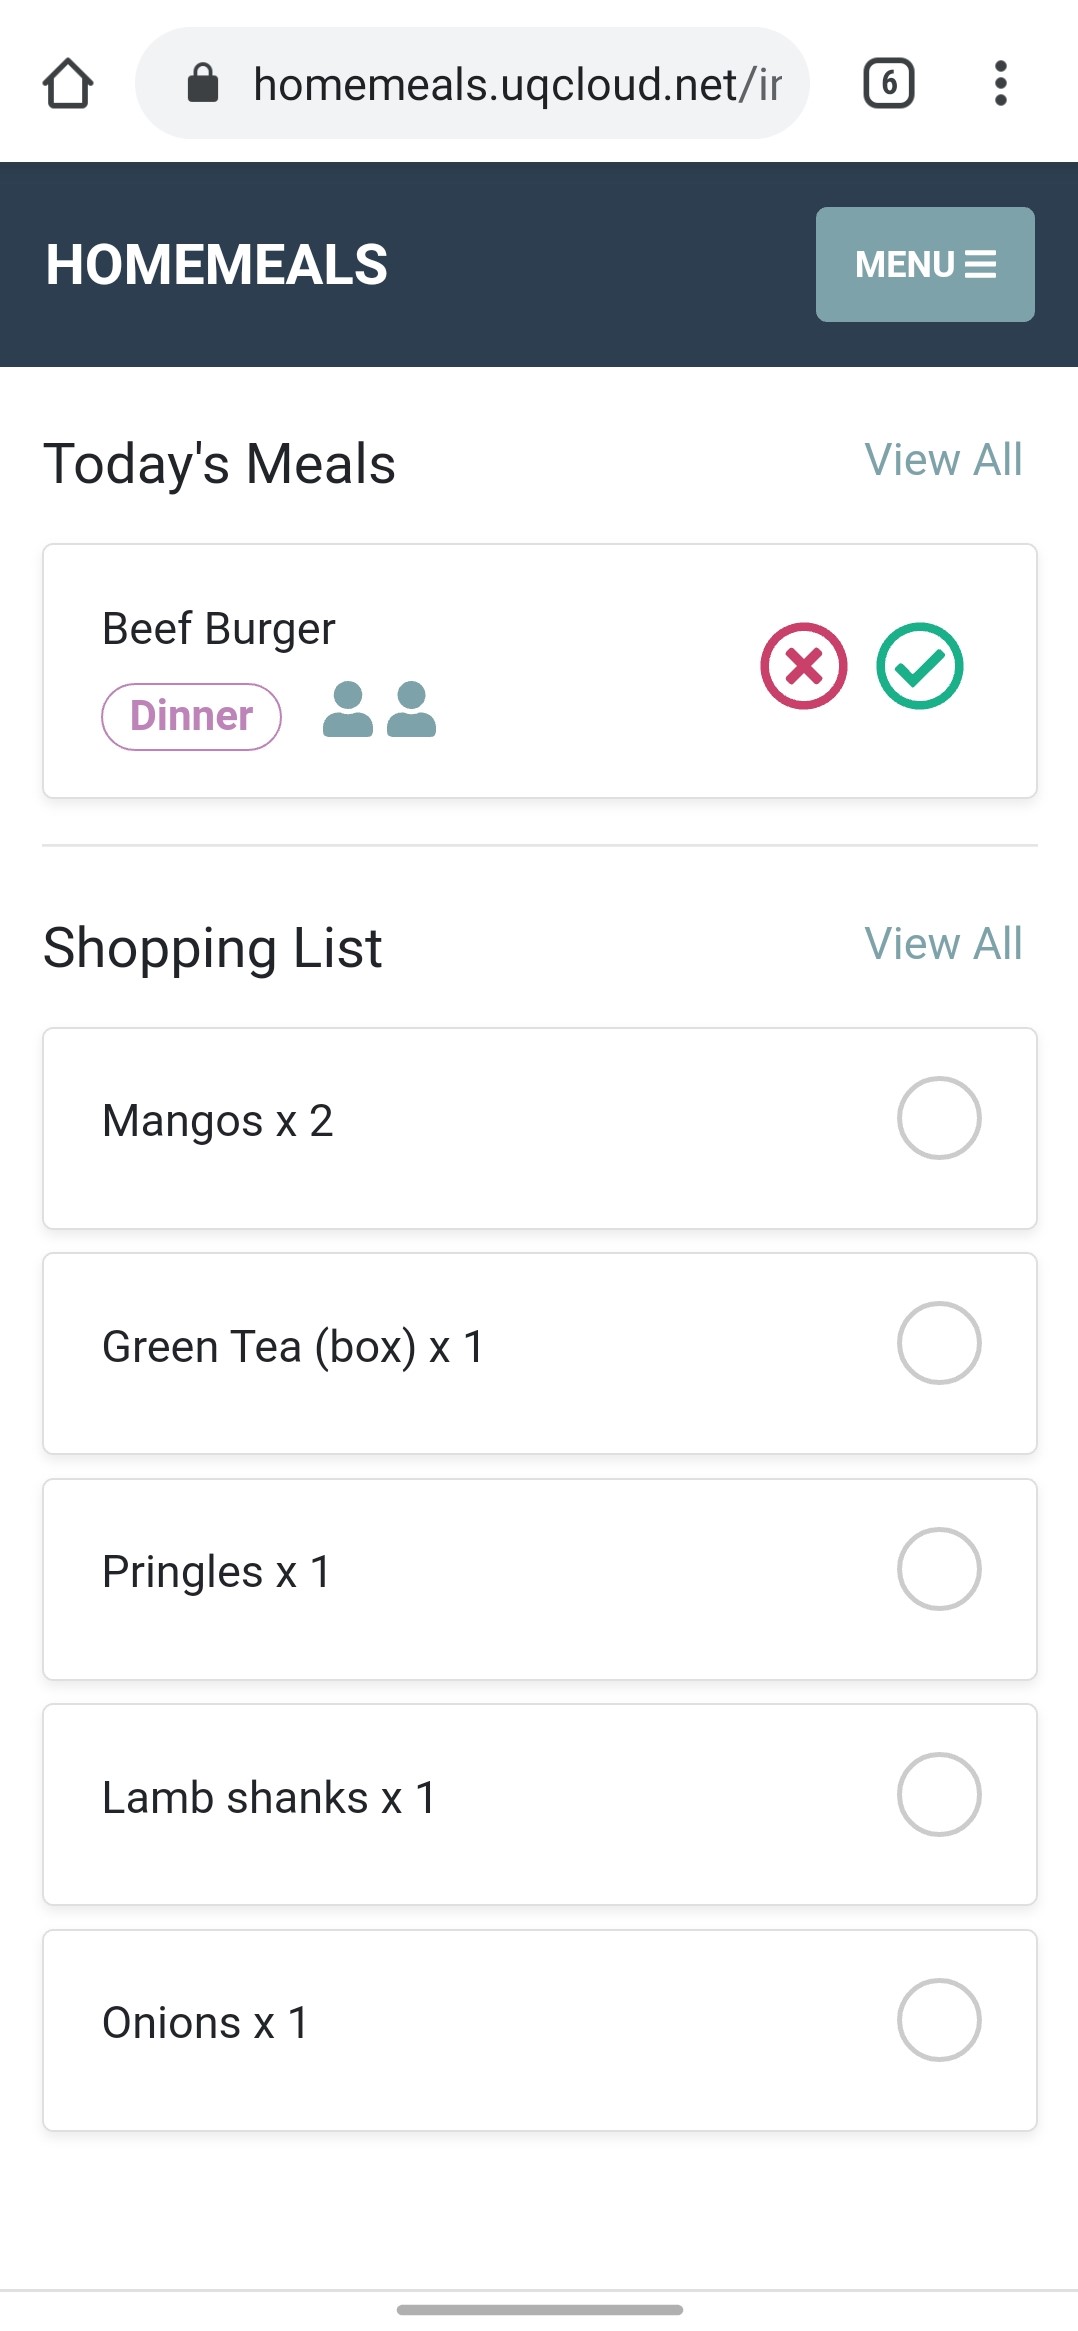 homemeals.uqcloud.net/ir
6
HOMEMEALS
MENU
Today's Meals
View All
Beef Burger
Dinner
Shopping List
View All
Mangos x 2
Green Tea (box) x 1
Pringles x 1
Lamb shanks x 1
Onions x 1